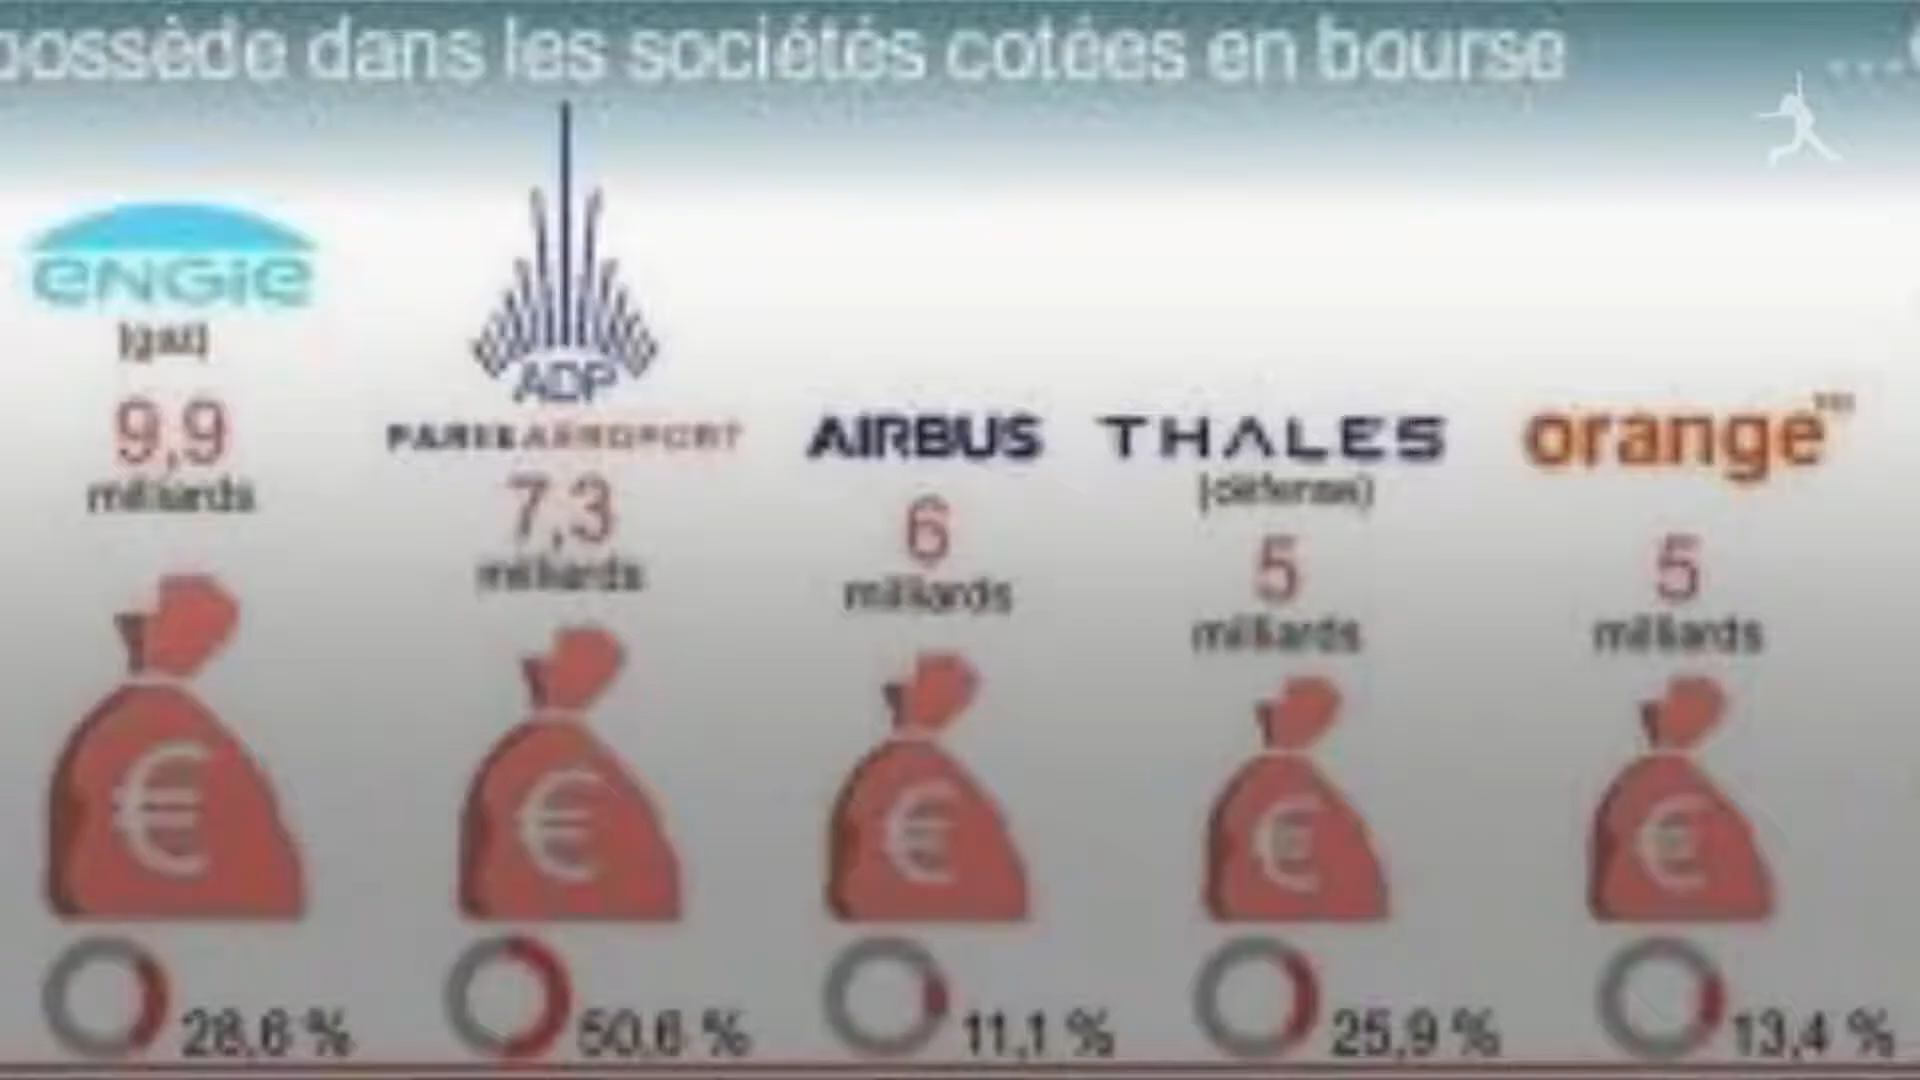 possède dans les sociétés cotées en bourse ...
ENGIE
(gaz)
9,9
milliards
28,6 %
ADP
PARIS AÉROPORT
7,3
milliards
50,6 %
AIRBUS
6
milliards
11,1 %
THALES
(défense)
5
milliards
25,9 %
orange
5
milliards
13,4 %